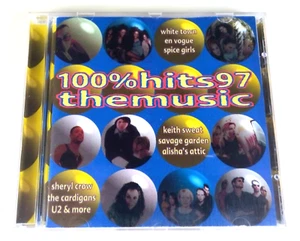 white town
en vogue
spice girls
100%hits97
themusic
keith sweat
savage garden
alisha's attic
sheryl crow
the cardigans
U2 & more